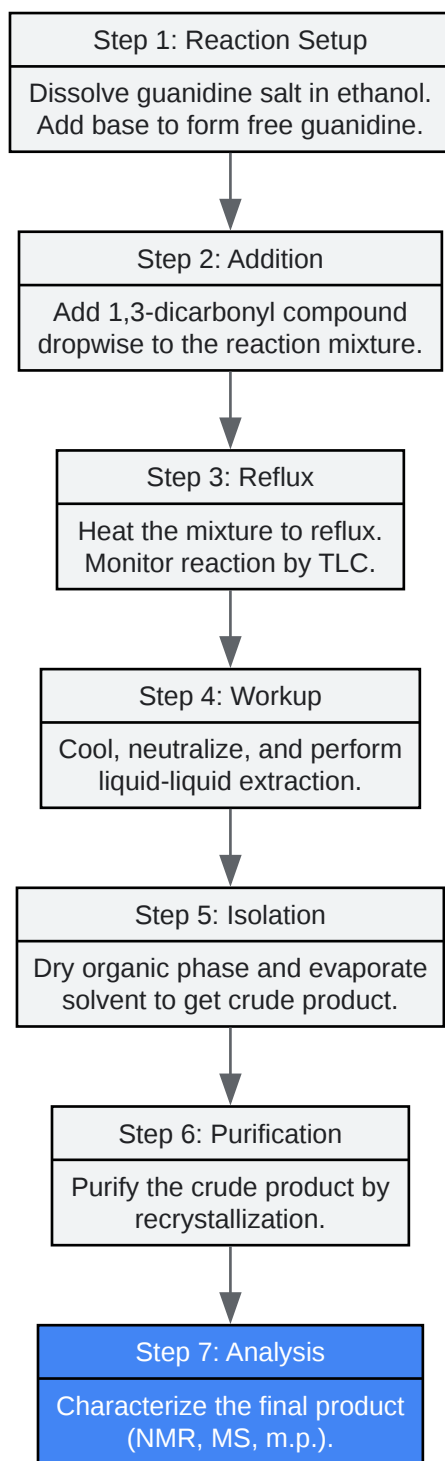 Step 1: Reaction Setup
Dissolve guanidine salt in ethanol.
Add base to form free guanidine.
Step 2: Addition
Add 1,3-dicarbonyl compound
dropwise to the reaction mixture.
Step 3: Reflux
Heat the mixture to reflux.
Monitor reaction by TLC.
Step 4: Workup
Cool, neutralize, and perform
liquid-liquid extraction.
Step 5: Isolation
Dry organic phase and evaporate
solvent to get crude product.
Step 6: Purification
Purify the crude product by
recrystallization.
Step 7: Analysis
Characterize the final product
(NMR, MS, m.p.).